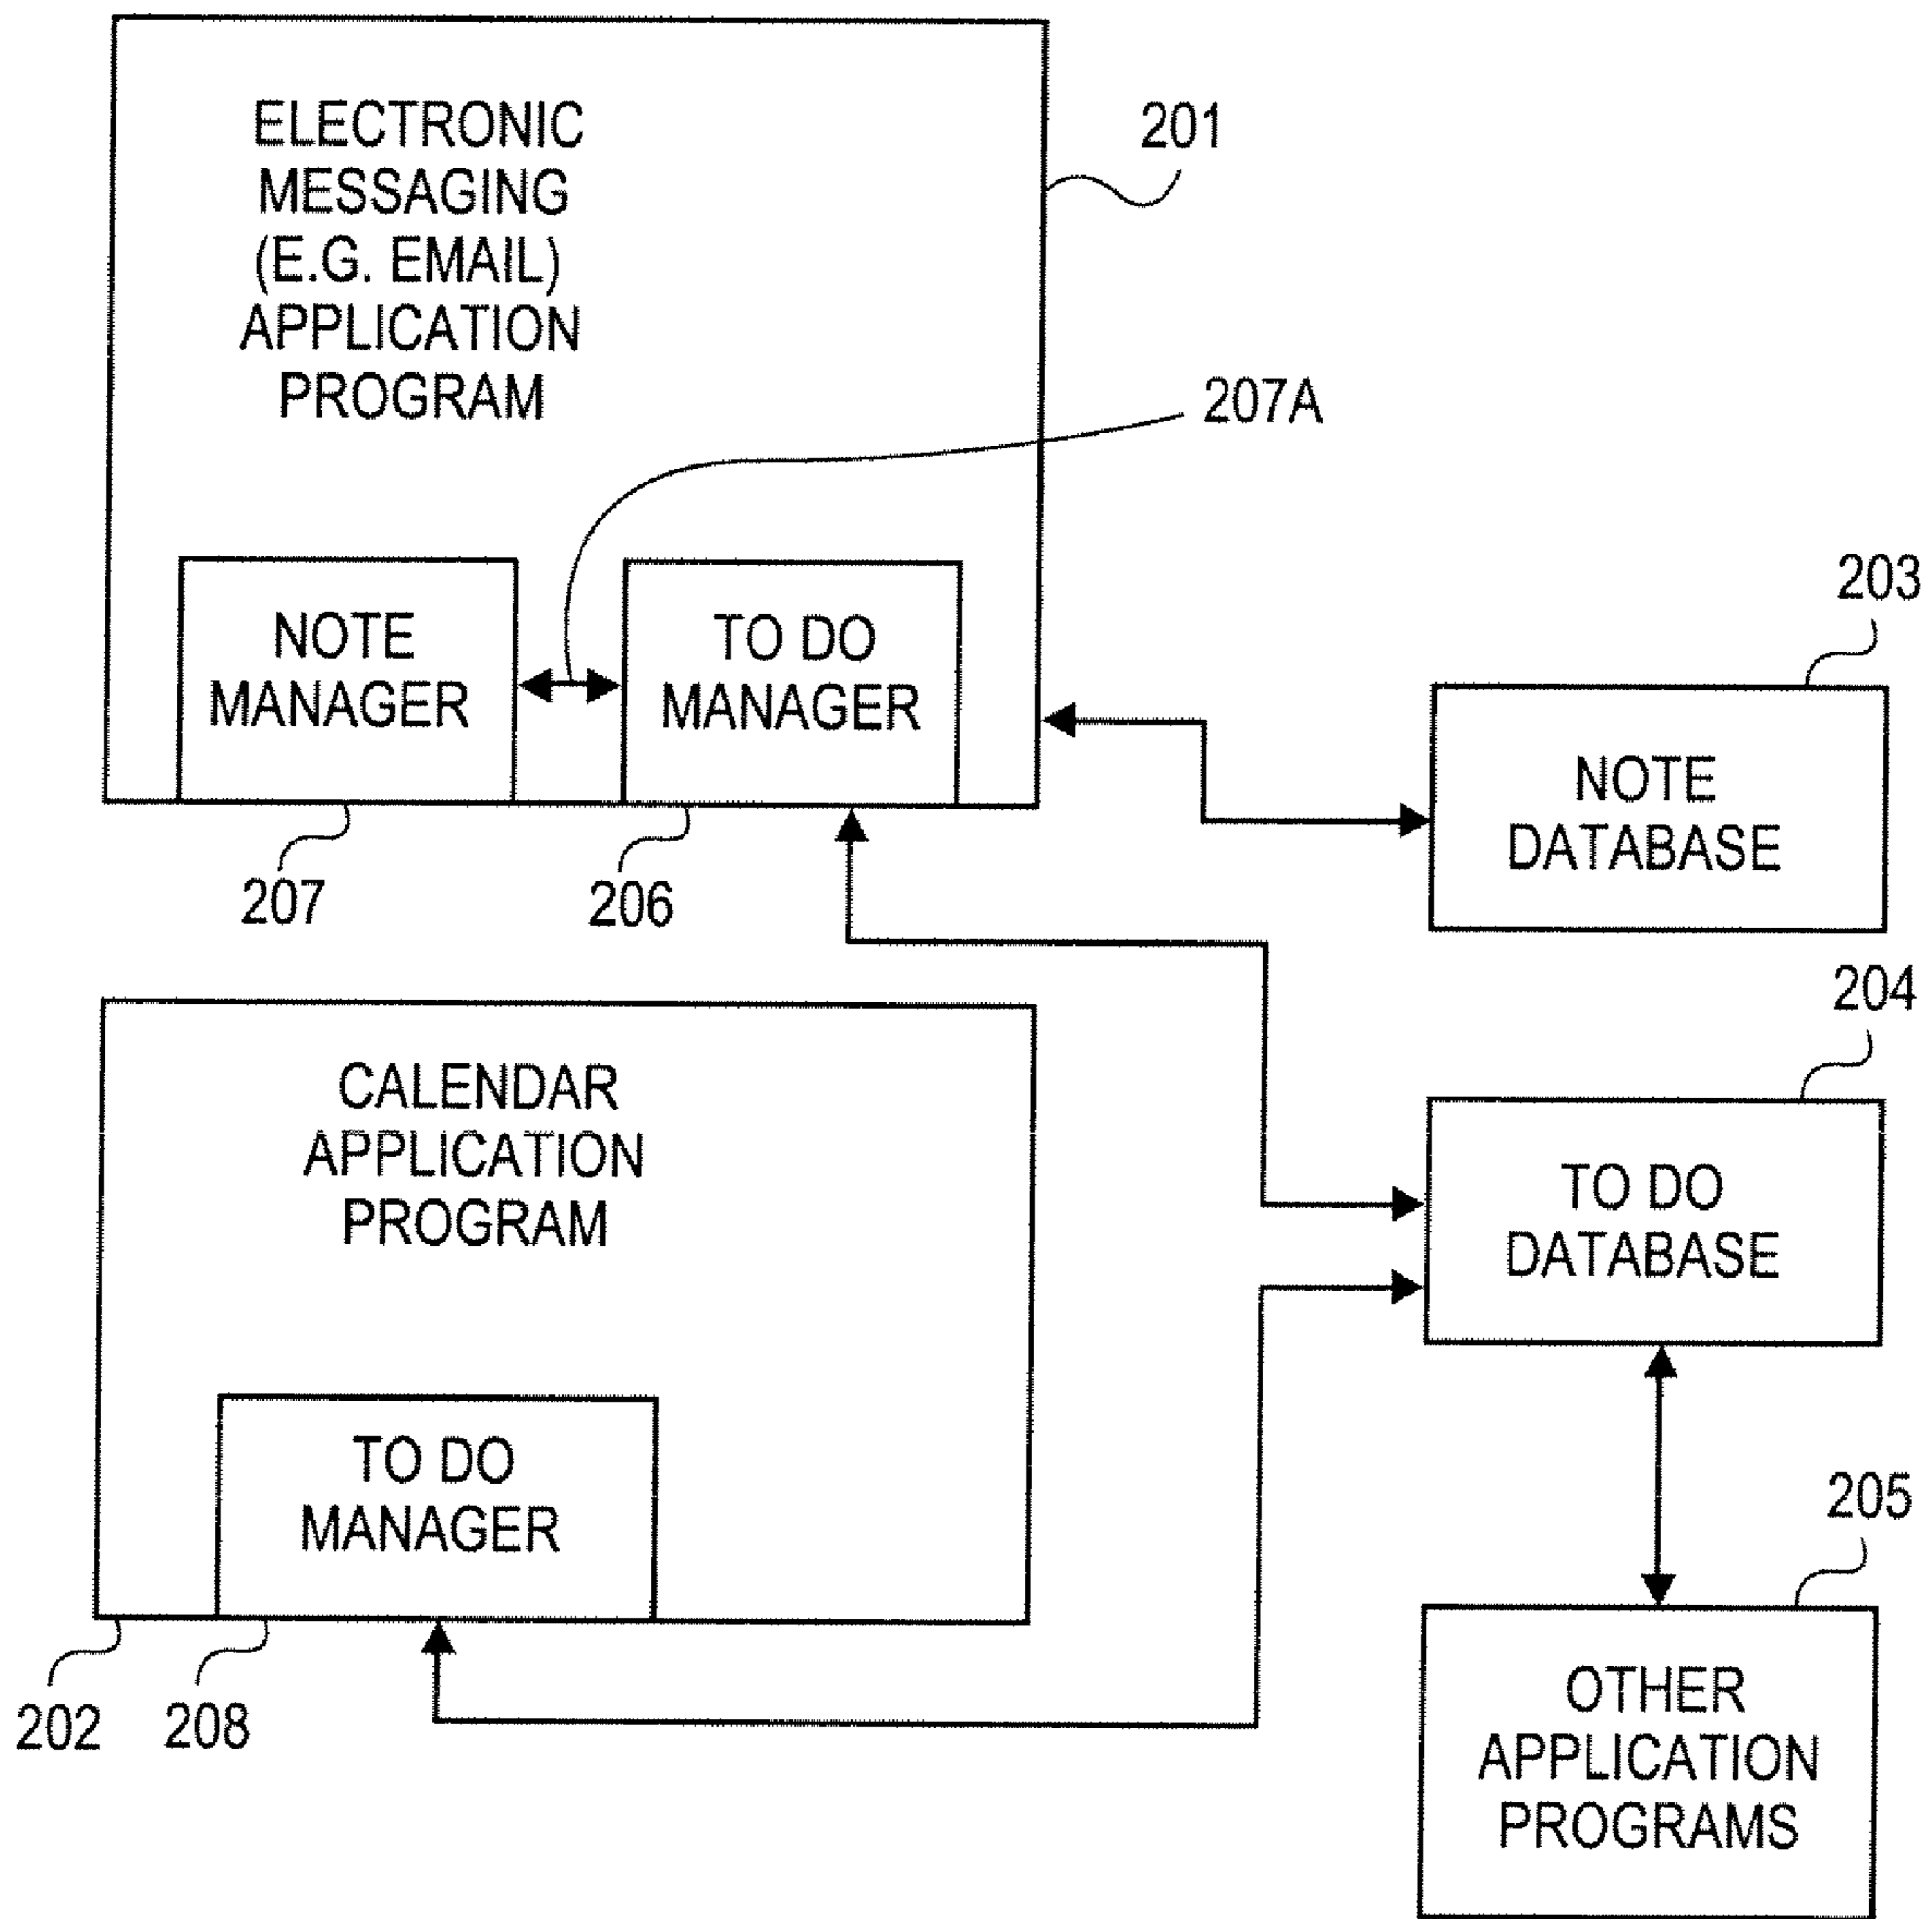 ELECTRONIC
MESSAGING
(E.G. EMAIL)
APPLICATION
PROGRAM
201
207A
NOTE
MANAGER
TO DO
MANAGER
207
206
203
NOTE
DATABASE
CALENDAR
APPLICATION
PROGRAM
TO DO
MANAGER
202
208
204
TO DO
DATABASE
205
OTHER
APPLICATION
PROGRAMS